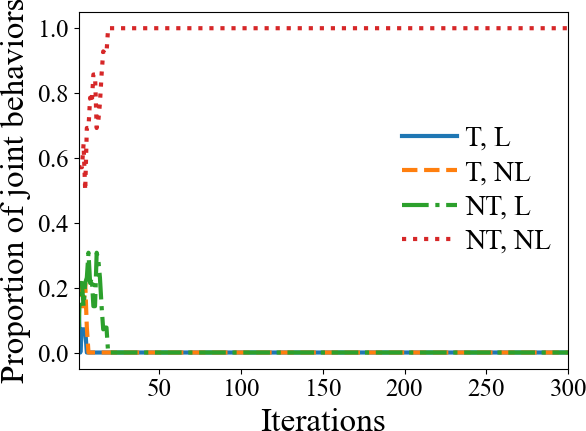 Proportion of joint behaviors
1.0
0.8
0.6
0.4
0.2
0.0
T, L
T, NL
NT, L
NT, NL
50 100 150 200 250 300
Iterations